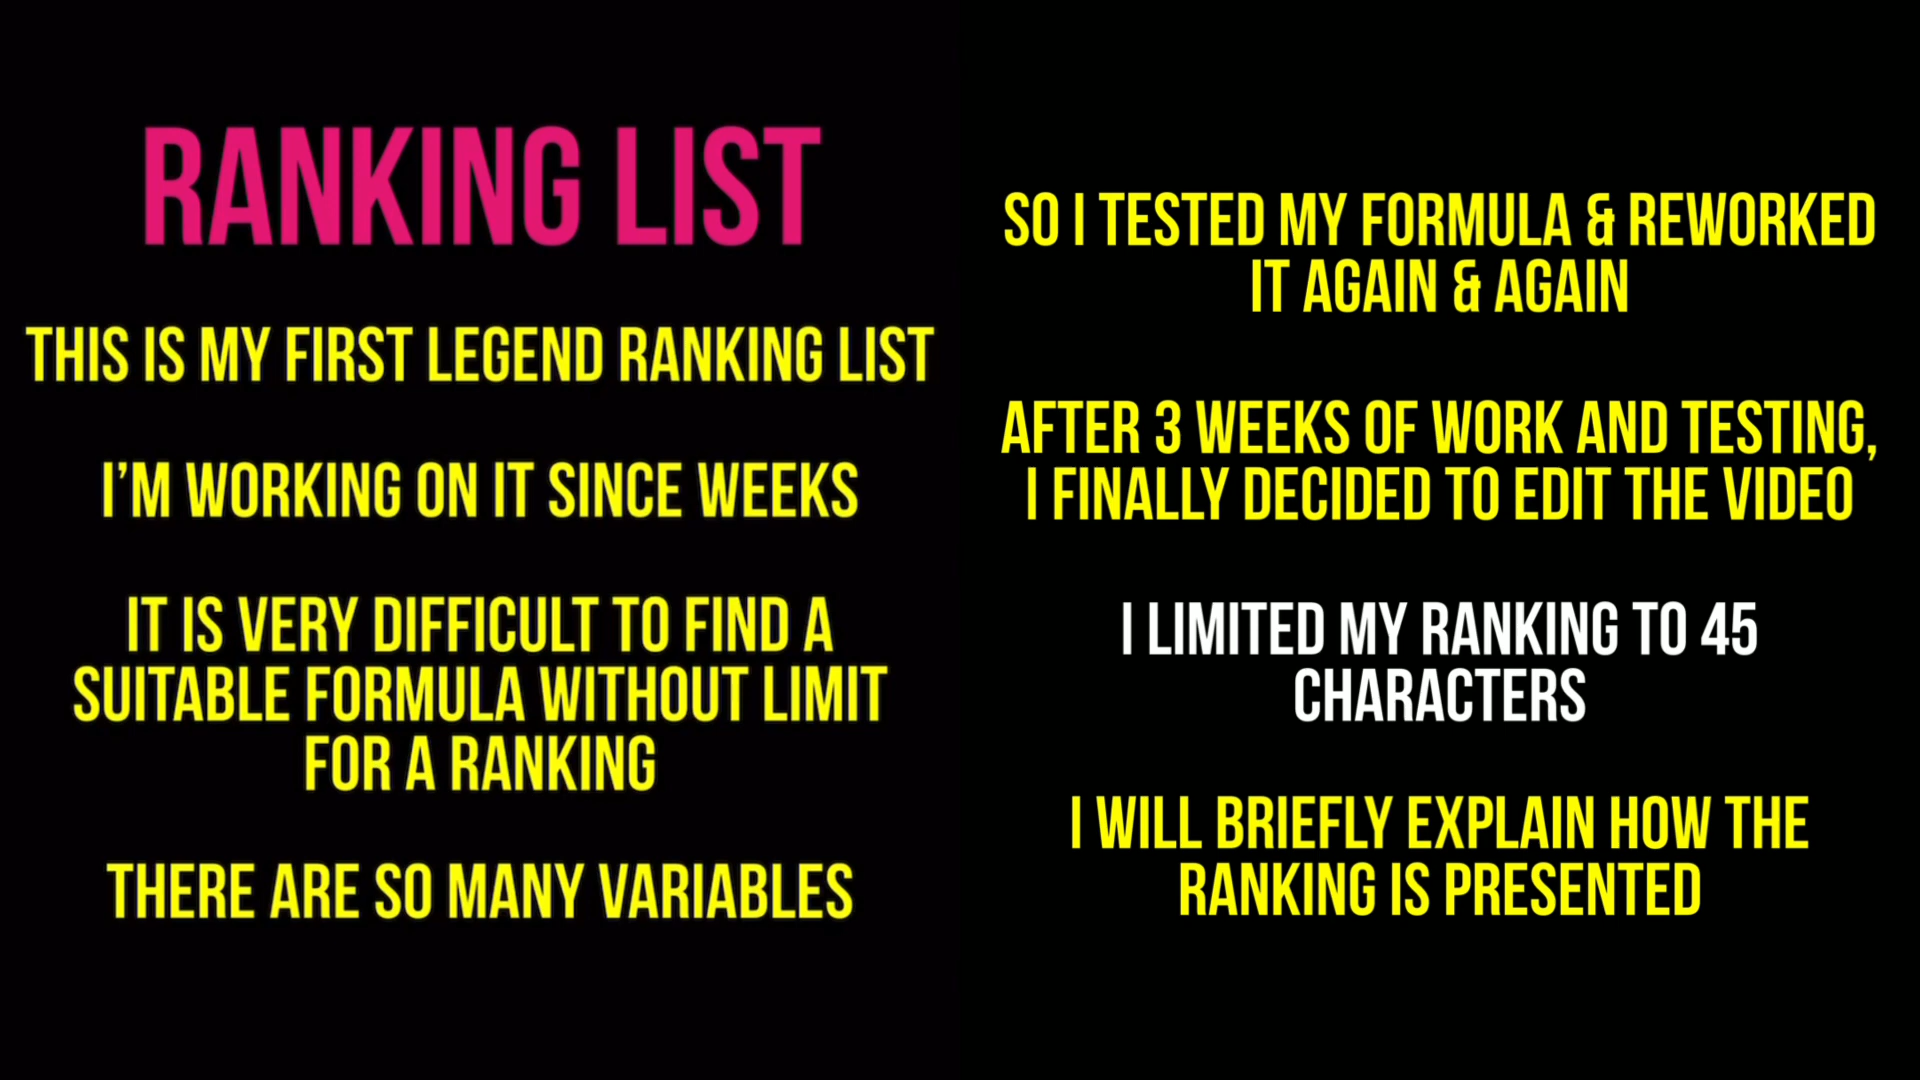 RANKING LIST
THIS IS MY FIRST LEGEND RANKING LIST
I'M WORKING ON IT SINCE WEEKS
IT IS VERY DIFFICULT TO FIND A
SUITABLE FORMULA WITHOUT LIMIT
FOR A RANKING
THERE ARE SO MANY VARIABLES
SO I TESTED MY FORMULA & REWORKED
IT AGAIN & AGAIN
AFTER 3 WEEKS OF WORK AND TESTING,
I FINALLY DECIDED TO EDIT THE VIDEO
I LIMITED MY RANKING TO 45
CHARACTERS
I WILL BRIEFLY EXPLAIN HOW THE
RANKING IS PRESENTED